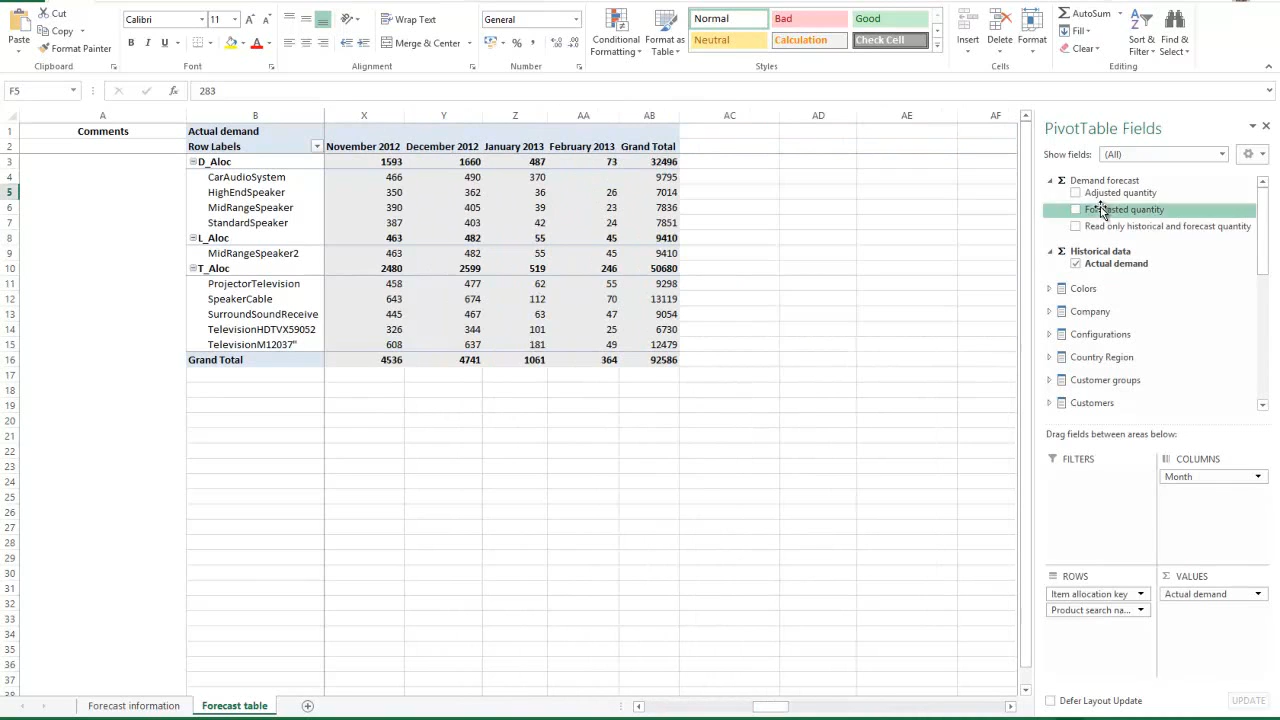 Cut
Copy
Format Painter
Paste
Clipboard
Calibri 11
B I U
Font
Wrap Text
Merge & Center
Alignment
General
$ % ,
Number
Conditional Formatting
Format as Table
Normal Bad Good
Neutral Calculation Check Cell
Styles
Insert Delete Format
Cells
AutoSum
Fill
Clear
Sort & Filter
Find & Select
Editing
F5 fx 283
A B X Y Z AA AB AC AD AE AF
1 Comments Actual demand
2 Row Labels November 2012 December 2012 January 2013 February 2013 Grand Total
3 D_Aloc 1593 1660 487 73 32496
4 CarAudioSystem 466 490 370 9795
5 HighEndSpeaker 350 362 36 26 7014
6 MidRangeSpeaker 390 405 39 23 7836
7 StandardSpeaker 387 403 42 24 7851
8 L_Aloc 463 482 55 45 9410
9 MidRangeSpeaker2 463 482 55 45 9410
10 T_Aloc 2480 2599 519 246 50680
11 ProjectorTelevision 458 477 62 55 9298
12 SpeakerCable 643 674 112 70 13119
13 SurroundSoundReceive 445 467 63 47 9054
14 TelevisionHDTVX59052 326 344 101 25 6730
15 TelevisionM12037" 608 637 181 49 12479
16 Grand Total 4536 4741 1061 364 92586
17
18
19
20
21
22
23
24
25
26
27
28
29
30
31
32
33
34
35
36
37
38
Forecast information Forecast table
PivotTable Fields
Show fields: (All)
Σ Demand forecast
Adjusted quantity
Forecasted quantity
Read only historical and forecast quantity
Σ Historical data
Actual demand
Colors
Company
Configurations
Country Region
Customer groups
Customers
Drag fields between areas below:
FILTERS COLUMNS
Month
ROWS Σ VALUES
Item allocation key Actual demand
Product search na...
Defer Layout Update UPDATE